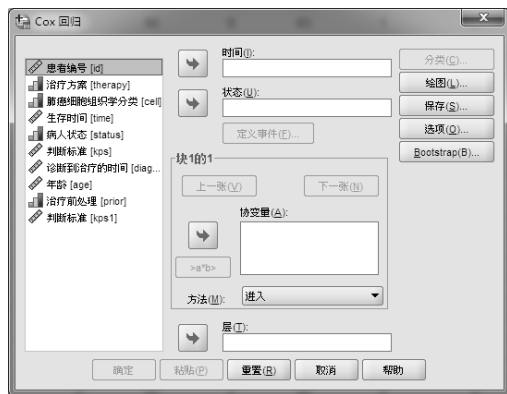 Cox 回归
患者编号 [id]
治疗方案 [therapy]
肺癌细胞组织学分类 [cell]
生存时间 [time]
病人状态 [status]
判断标准 [kps]
诊断到治疗的时间 [diag...
年龄 [age]
治疗前处理 [prior]
判断标准 [kps1]
时间(I):
状态(U):
定义事件(F)...
块1的1
上一张(V)
下一张(N)
协变量(A):
>a*b>
方法(M):
进入
层(T):
分类(C)...
绘图(L)...
保存(S)...
选项(O)...
Bootstrap(B)...
确定
粘贴(P)
重置(R)
取消
帮助